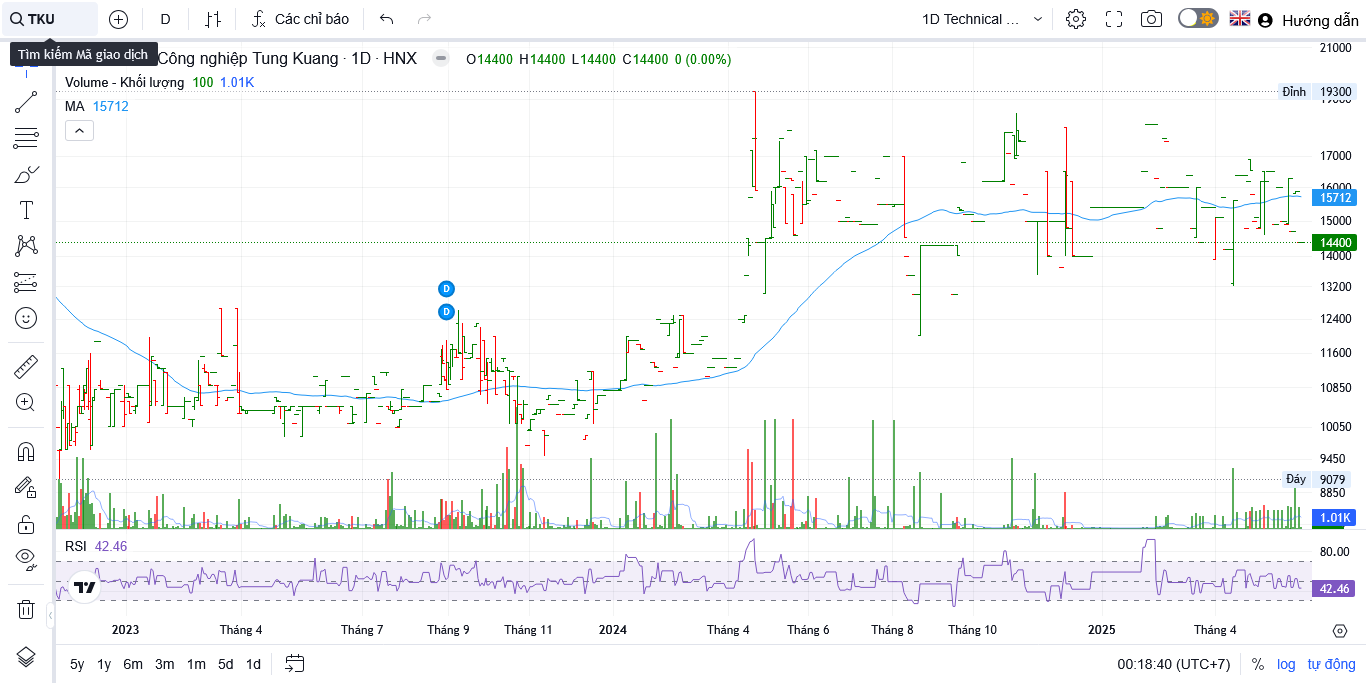 TKU
D
Các chỉ báo
1D Technical ...
Hướng dẫn
Tìm kiếm Mã giao dịch
Công nghiệp Tung Kuang · 1D · HNX
O14400 H14400 L14400 C14400 0 (0.00%)
Volume - Khối lượng 100 1.01K
MA 15712
21000
Đỉnh 19300
19000
17000
16000
15712
15000
14400
14000
13200
12400
11600
10850
10050
9450
Đáy 9079
8850
1.01K
D
D
RSI 42.46
80.00
42.46
2023 Tháng 4 Tháng 7 Tháng 9 Tháng 11 2024 Tháng 4 Tháng 6 Tháng 8 Tháng 10 2025 Tháng 4
5y 1y 6m 3m 1m 5d 1d
00:18:40 (UTC+7) % log tự động